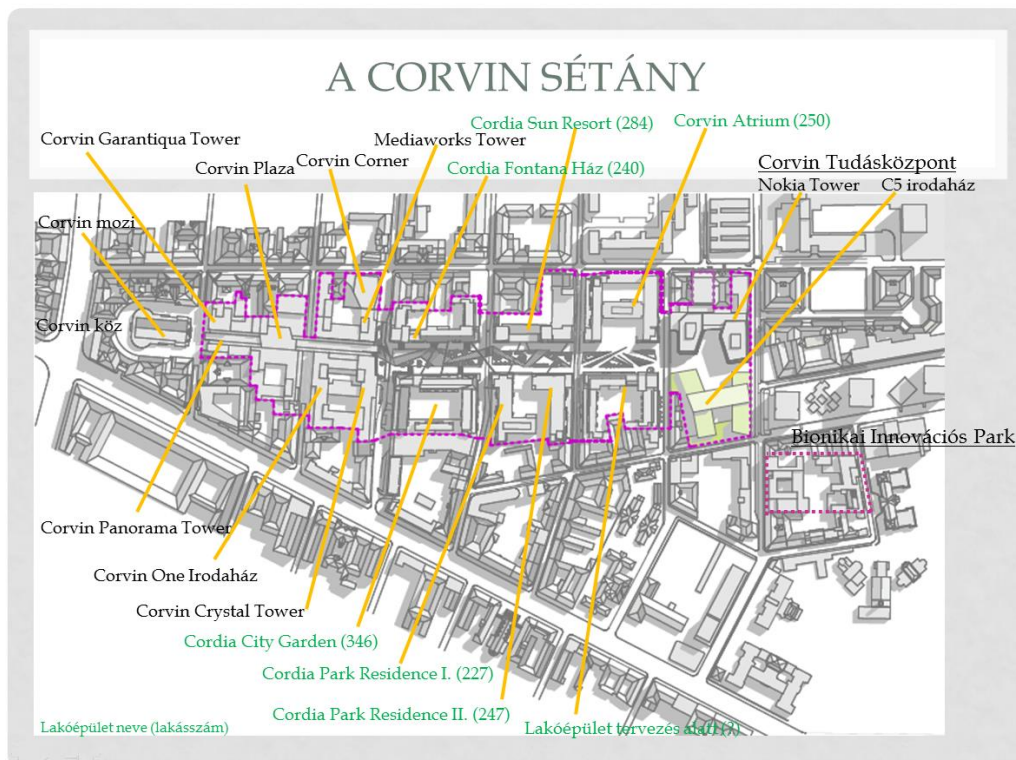 A CORVIN SÉTÁNY
Cordia Sun Resort (284)
Corvin Atrium (250)
Corvin Garantiqua Tower
Mediaworks Tower
Corvin Plaza
Corvin Corner
Cordia Fontana Ház (240)
Corvin Tudásközpont
Nokia Tower
C5 irodaház
Corvin mozi
Corvin köz
Bionikai Innovációs Park
Corvin Panorama Tower
Corvin One Irodaház
Corvin Crystal Tower
Cordia City Garden (346)
Cordia Park Residence I. (227)
Cordia Park Residence II. (247)
Lakóépület neve (lakásszám)
Lakóépület tervezés alatt (?)